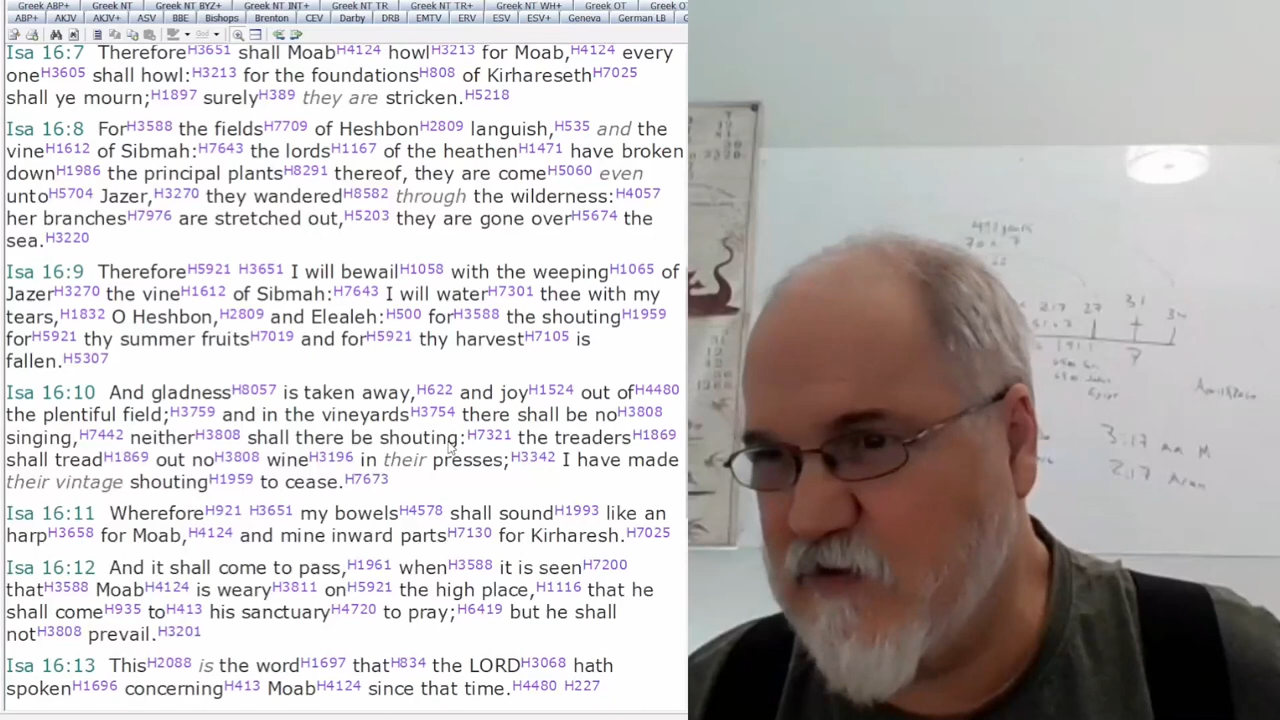 Greek ABP+ Greek NT Greek NT BYZ+ Greek NT INT+ Greek NT TR Greek NT TR+ Greek NT WH+ Greek OT
ABP+ AKJV AKJV+ ASV BBE Bishops Brenton CEV Darby DRB EMTV ERV ESV ESV+ Geneva German LB
Isa 16:7 ThereforeH3651 shall MoabH4124 howlH3213 for Moab,H4124 every
oneH3605 shall howl:H3213 for the foundationsH808 of KirharesethH7025
shall ye mourn;H1897 surelyH389 they are stricken.H5218
Isa 16:8 ForH3588 the fieldsH7709 of HeshbonH2809 languish,H535 and the
vineH1612 of Sibmah:H7643 the lordsH1167 of the heathenH1471 have broken
downH1986 the principal plantsH8291 thereof, they are comeH5060 even
untoH5704 Jazer,H3270 they wanderedH8582 through the wilderness:H4057
her branchesH7976 are stretched out,H5203 they are gone overH5674 the
sea.H3220
Isa 16:9 ThereforeH5921 H3651 I will bewailH1058 with the weepingH1065 of
JazerH3270 the vineH1612 of Sibmah:H7643 I will waterH7301 thee with my
tears,H1832 O Heshbon,H2809 and Elealeh:H500 forH3588 the shoutingH1959
forH5921 thy summer fruitsH7019 and forH5921 thy harvestH7105 is
fallen.H5307
Isa 16:10 And gladnessH8057 is taken away,H622 and joyH1524 out ofH4480
the plentiful field;H3759 and in the vineyardsH3754 there shall be noH3808
singing,H7442 neitherH3808 shall there be shouting:H7321 the treadersH1869
shall treadH1869 out noH3808 wineH3196 in their presses;H3342 I have made
their vintage shoutingH1959 to cease.H7673
Isa 16:11 WhereforeH921 H3651 my bowelsH4578 shall soundH1993 like an
harpH3658 for Moab,H4124 and mine inward partsH7130 for Kirharesh.H7025
Isa 16:12 And it shall come to pass,H1961 whenH3588 it is seenH7200
thatH3588 MoabH4124 is wearyH3811 onH5921 the high place,H1116 that he
shall comeH935 toH413 his sanctuaryH4720 to pray;H6419 but he shall
notH3808 prevail.H3201
Isa 16:13 ThisH2088 is the wordH1697 thatH834 the LORDH3068 hath
spokenH1696 concerningH413 MoabH4124 since that time.H4480 H227
217 27 31
7
3:17
2:17